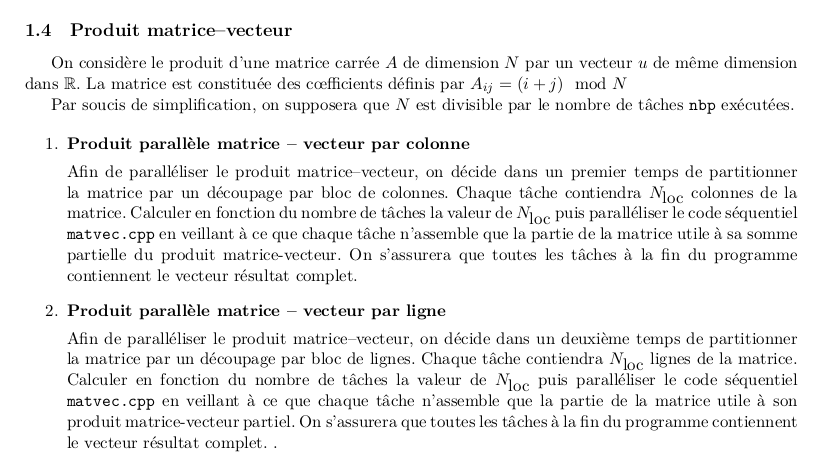 1.4 Produit matrice–vecteur
On considère le produit d'une matrice carrée A de dimension N par un vecteur u de même dimension
dans ℝ. La matrice est constituée des cœfficients définis par A_{ij} = (i + j) mod N
Par soucis de simplification, on supposera que N est divisible par le nombre de tâches nbp exécutées.
1. Produit parallèle matrice – vecteur par colonne
Afin de paralléliser le produit matrice–vecteur, on décide dans un premier temps de partitionner
la matrice par un découpage par bloc de colonnes. Chaque tâche contiendra N_{loc} colonnes de la
matrice. Calculer en fonction du nombre de tâches la valeur de N_{loc} puis paralléliser le code séquentiel
matvec.cpp en veillant à ce que chaque tâche n'assemble que la partie de la matrice utile à sa somme
partielle du produit matrice-vecteur. On s'assurera que toutes les tâches à la fin du programme
contiennent le vecteur résultat complet.
2. Produit parallèle matrice – vecteur par ligne
Afin de paralléliser le produit matrice–vecteur, on décide dans un deuxième temps de partitionner
la matrice par un découpage par bloc de lignes. Chaque tâche contiendra N_{loc} lignes de la matrice.
Calculer en fonction du nombre de tâches la valeur de N_{loc} puis paralléliser le code séquentiel
matvec.cpp en veillant à ce que chaque tâche n'assemble que la partie de la matrice utile à son
produit matrice-vecteur partiel. On s'assurera que toutes les tâches à la fin du programme contiennent
le vecteur résultat complet. .